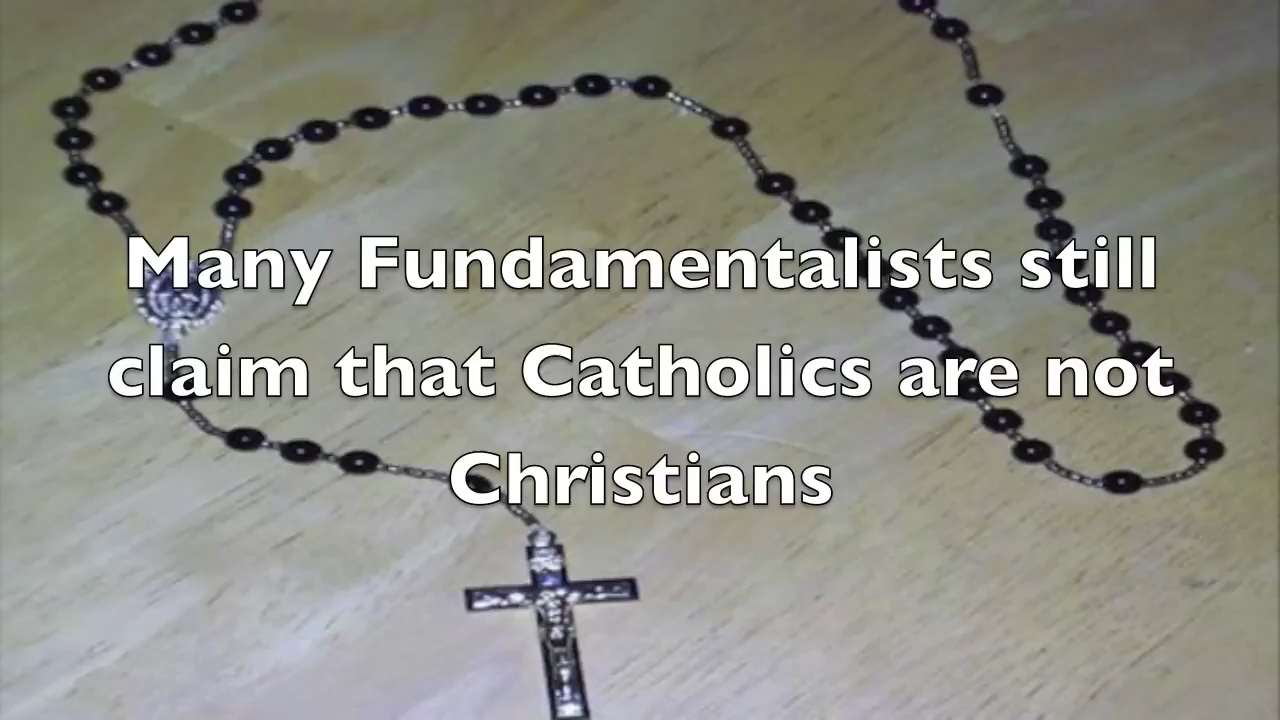 Many Fundamentalists still
claim that Catholics are not
Christians